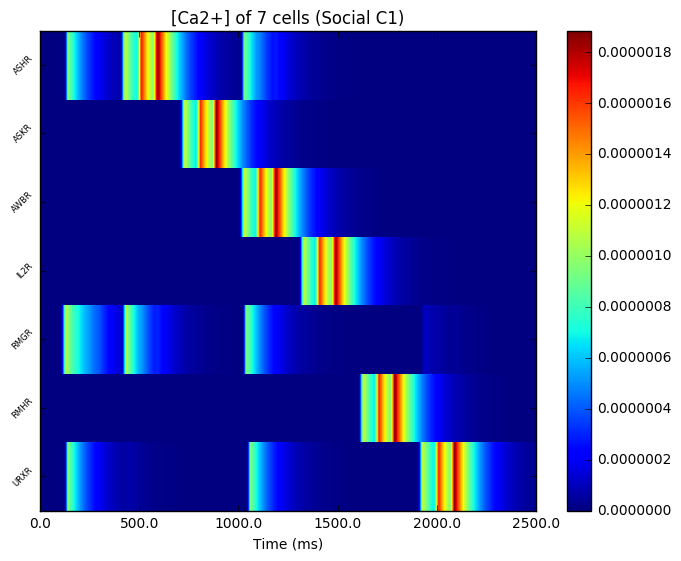 [Ca2+] of 7 cells (Social C1)
ASHR
ASKR
AWBR
IL2R
RMGR
RMHR
URXR
0.0 500.0 1000.0 1500.0 2000.0 2500.0
Time (ms)
0.0000018
0.0000016
0.0000014
0.0000012
0.0000010
0.0000008
0.0000006
0.0000004
0.0000002
0.0000000